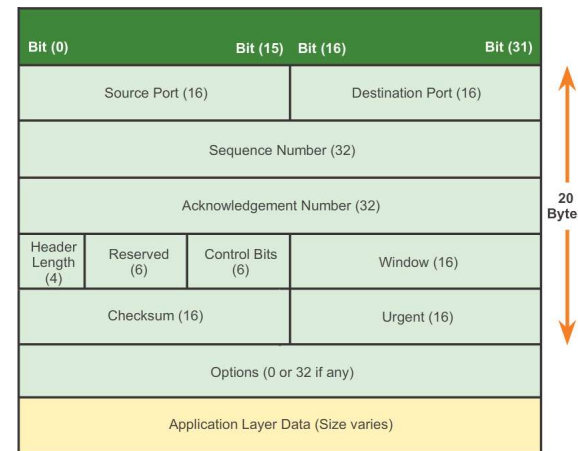 Bit (0) Bit (15) Bit (16) Bit (31)
Source Port (16) Destination Port (16)
Sequence Number (32)
Acknowledgement Number (32)
20
Byte
Header
Length
(4)
Reserved
(6)
Control Bits
(6)
Window (16)
Checksum (16) Urgent (16)
Options (0 or 32 if any)
Application Layer Data (Size varies)